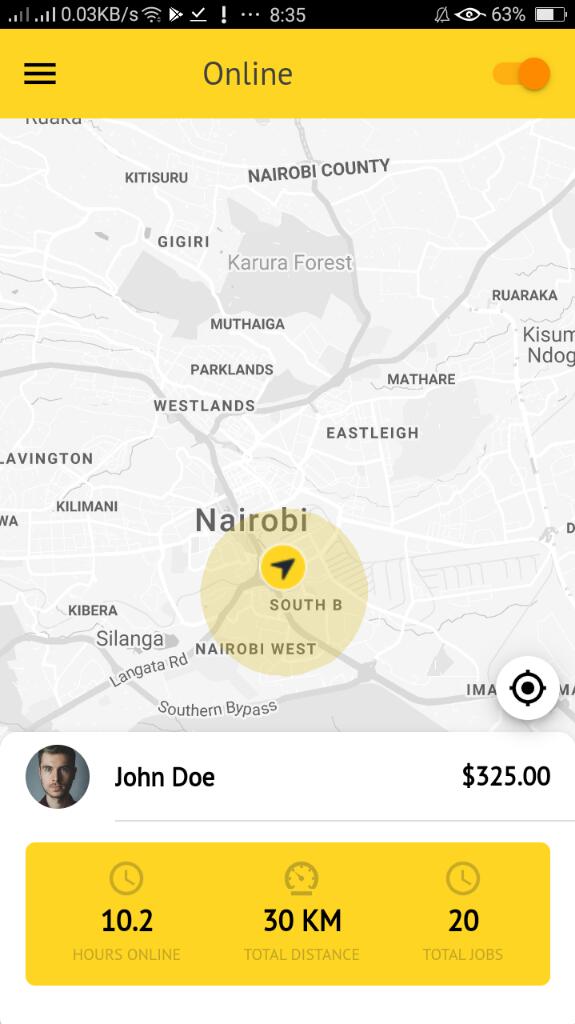 0.03KB/s ... 8:35 63%
Online
Ruaka
KITISURU
NAIROBI COUNTY
GIGIRI
Karura Forest
RUARAKA
MUTHAIGA
Kisum
Ndog
PARKLANDS
MATHARE
WESTLANDS
EASTLEIGH
LAVINGTON
KILIMANI
WA
Nairobi
D
SOUTH B
KIBERA
Silanga
NAIROBI WEST
Langata Rd
IMA MA
Southern Bypass
John Doe $325.00
10.2 30 KM 20
HOURS ONLINE TOTAL DISTANCE TOTAL JOBS